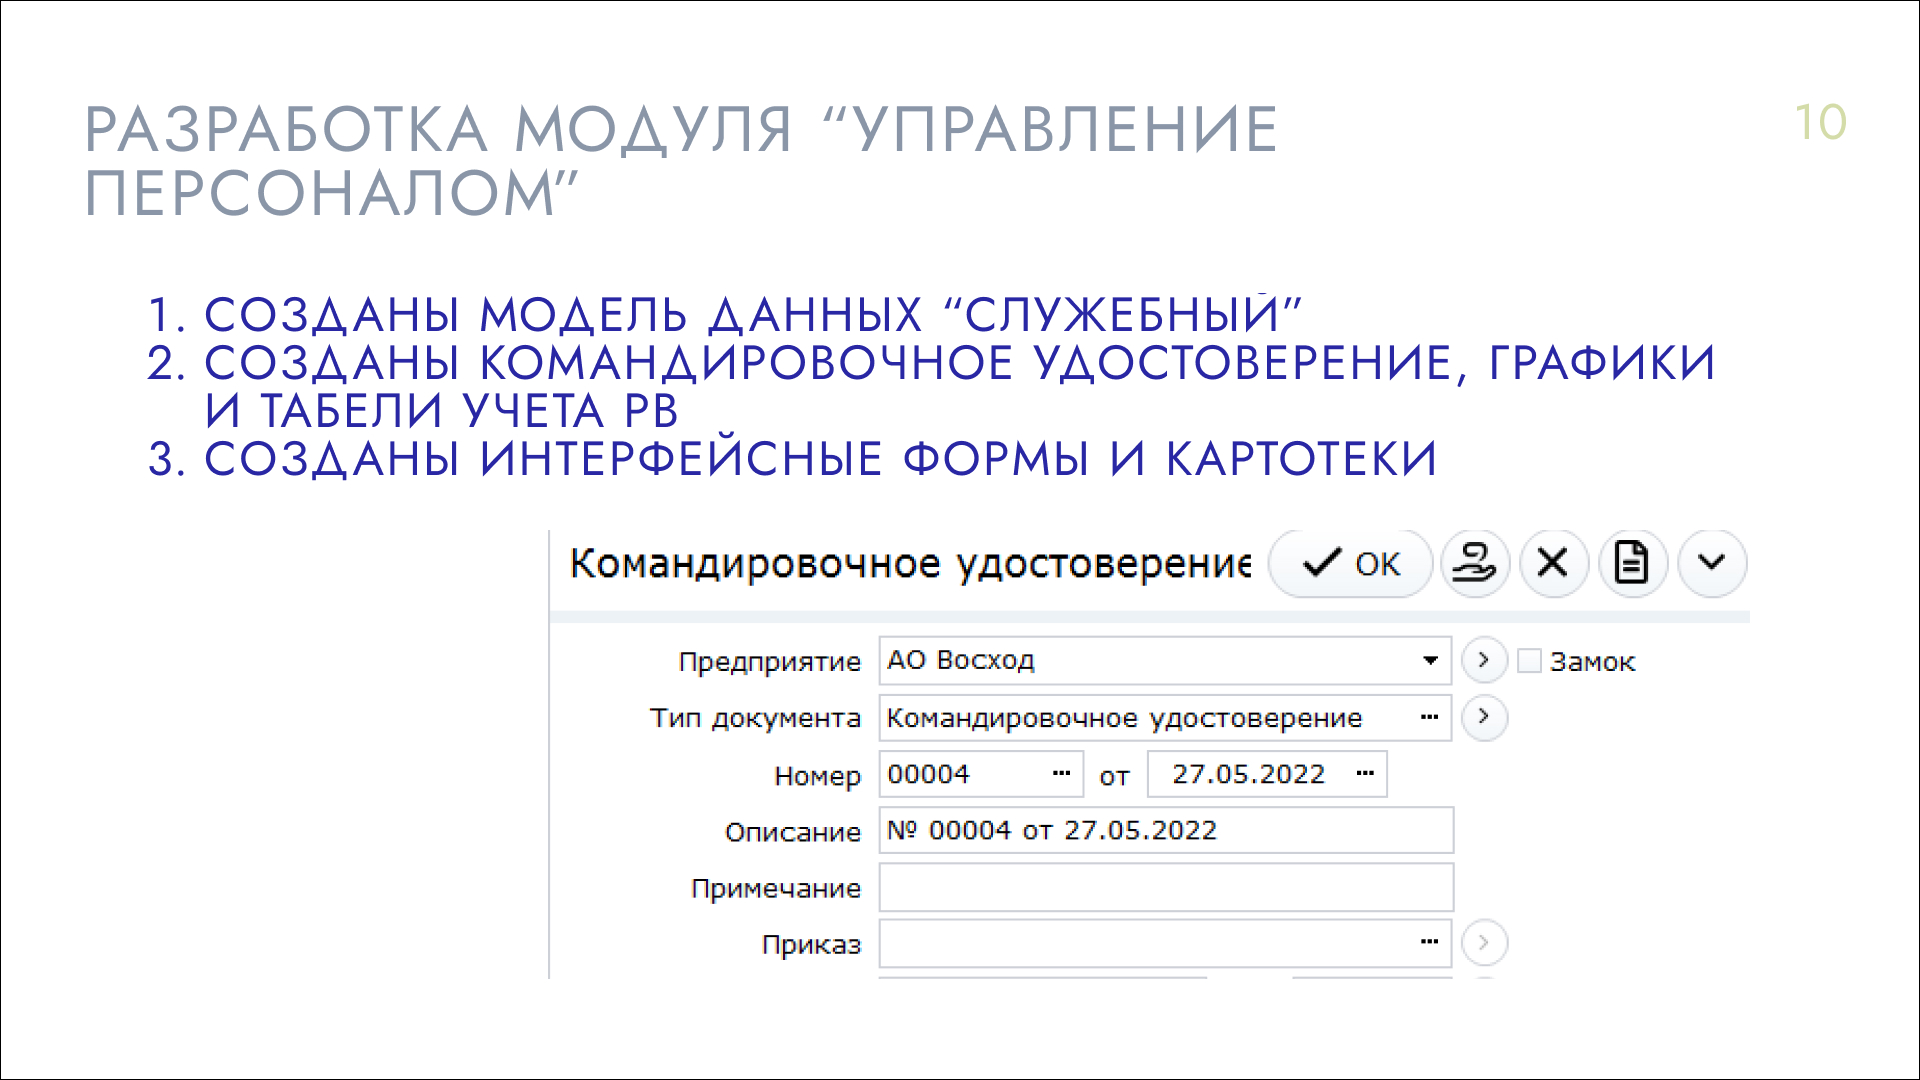 РАЗРАБОТКА МОДУЛЯ “УПРАВЛЕНИЕ
ПЕРСОНАЛОМ”
10
1. СОЗДАНЫ МОДЕЛЬ ДАННЫХ “СЛУЖЕБНЫЙ”
2. СОЗДАНЫ КОМАНДИРОВОЧНОЕ УДОСТОВЕРЕНИЕ, ГРАФИКИ
И ТАБЕЛИ УЧЕТА РВ
3. СОЗДАНЫ ИНТЕРФЕЙСНЫЕ ФОРМЫ И КАРТОТЕКИ
Командировочное удостоверение OK
Предприятие АО Восход Замок
Тип документа Командировочное удостоверение ...
Номер 00004 ... от 27.05.2022 ...
Описание № 00004 от 27.05.2022
Примечание
Приказ ...